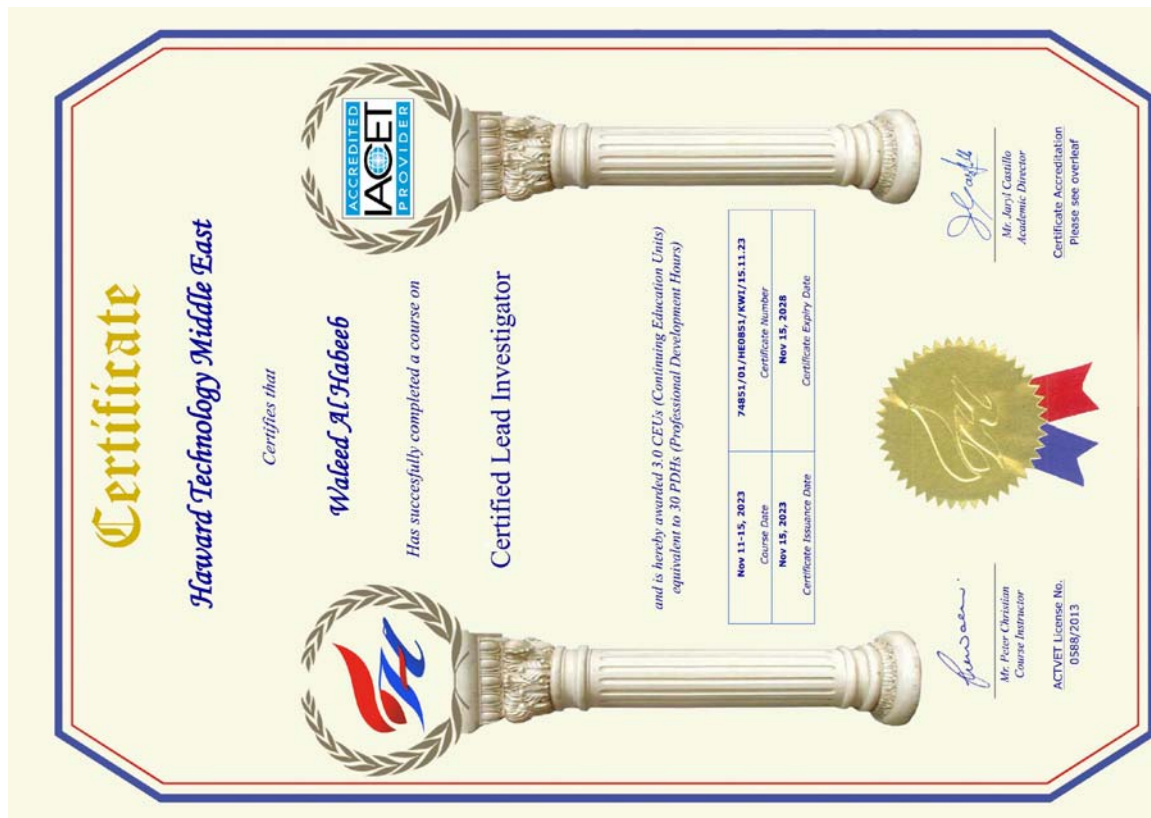 Certificate
Haward Technology Middle East
Certifies that
ACCREDITED
IACET
PROVIDER
Waleed Al Habeeb
Has succesfully completed a course on
Certified Lead Investigator
and is hereby awarded 3.0 CEUs (Continuing Education Units)
equivalent to 30 PDHs (Professional Development Hours)
Nov 11-15, 2023 74851/01/HE0851/KWI/15.11.23
Course Date Certificate Number
Nov 15, 2023 Nov 15, 2028
Certificate Issuance Date Certificate Expiry Date
Mr. Peter Christian Mr. Jaryl Castillo
Course Instructor Academic Director
ACTVET License No. Certificate Accreditation
0588/2013 Please see overleaf